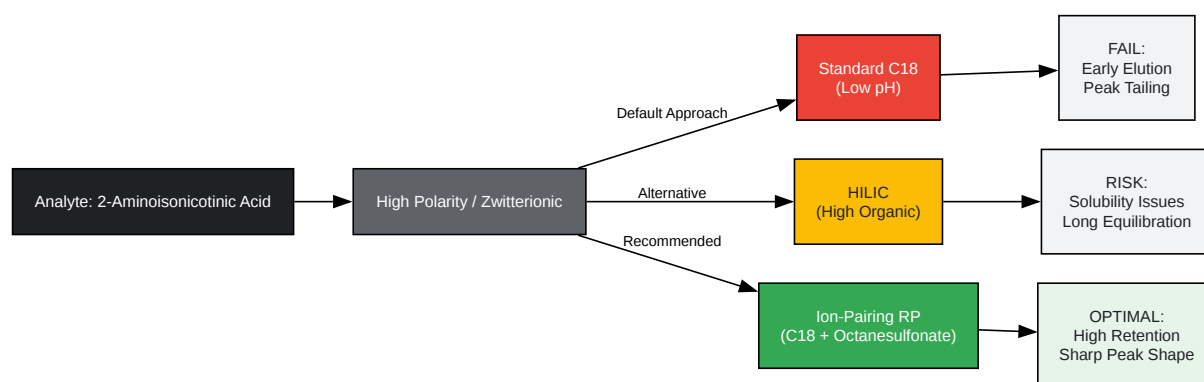 Analyte: 2-Aminoisonicotinic Acid
High Polarity / Zwitterionic
Default Approach
Standard C18
(Low pH)
FAIL:
Early Elution
Peak Tailing
Alternative
HILIC
(High Organic)
RISK:
Solubility Issues
Long Equilibration
Recommended
Ion-Pairing RP
(C18 + Octanesulfonate)
OPTIMAL:
High Retention
Sharp Peak Shape